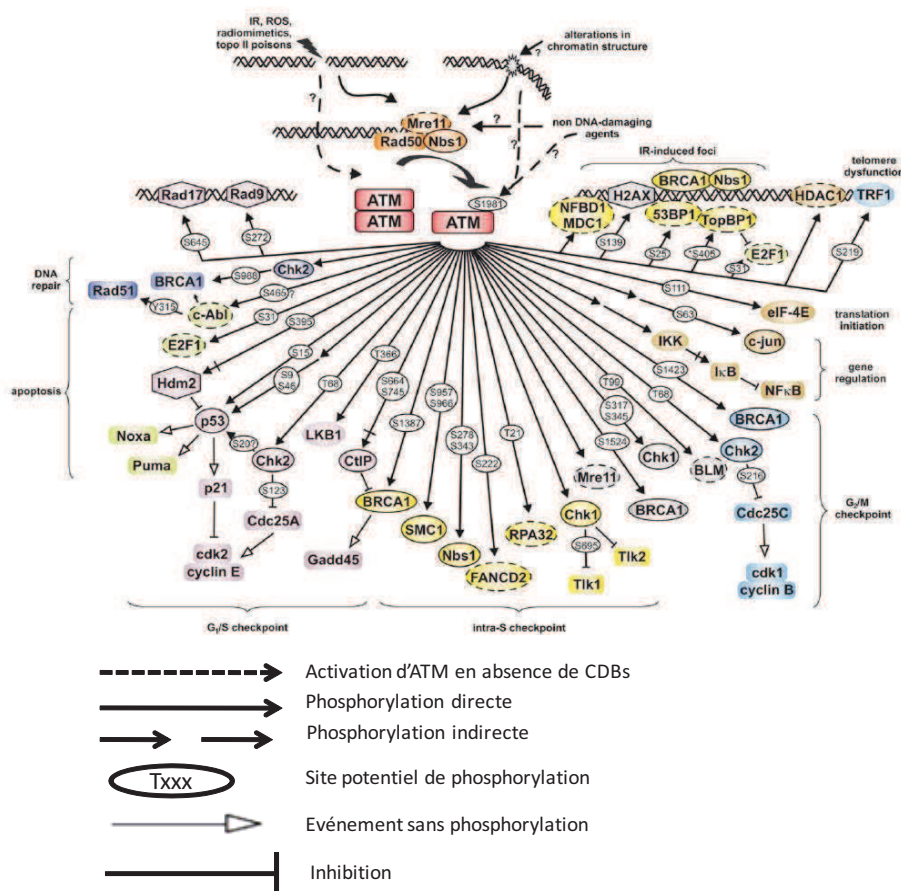 IR, ROS,
radiomimetics,
topo II poisons
alterations in
chromatin structure
?
?
Mre11
Rad50
Nbs1
?
?
non DNA-damaging
agents
?
IR-induced foci
BRCA1
Nbs1
telomere
dysfunction
Rad17
Rad9
ATM
ATM
ATM
S1981
NFBD1
MDC1
H2AX
53BP1
TopBP1
HDAC1
TRF1
S645
S272
S139
S25
S405
S31
E2F1
S219
DNA
repair
Rad51
BRCA1
S988
Chk2
S465?
Y315
c-Abl
S111
eIF-4E
translation
initiation
S31
S395
S63
c-jun
E2F1
IKK
IκB
NFκB
gene
regulation
apoptosis
Hdm2
S15
S9
S46
T68
T366
S664
S745
S957
S966
S1387
S278
S343
S222
T21
T99
S317
S345
S1524
S1423
T68
p53
Noxa
Puma
S20?
Chk2
LKB1
CtIP
BRCA1
Chk2
BLM
Chk1
Mre11
S216
p21
S123
Cdc25A
BRCA1
SMC1
Nbs1
FANCD2
RPA32
Chk1
BRCA1
S695
Tlk2
Tlk1
Cdc25C
G2/M
checkpoint
cdk2
cyclin E
Gadd45
cdk1
cyclin B
G1/S checkpoint
intra-S checkpoint
Activation d'ATM en absence de CDBs
Phosphorylation directe
Phosphorylation indirecte
Txxx
Site potentiel de phosphorylation
Evénement sans phosphorylation
Inhibition